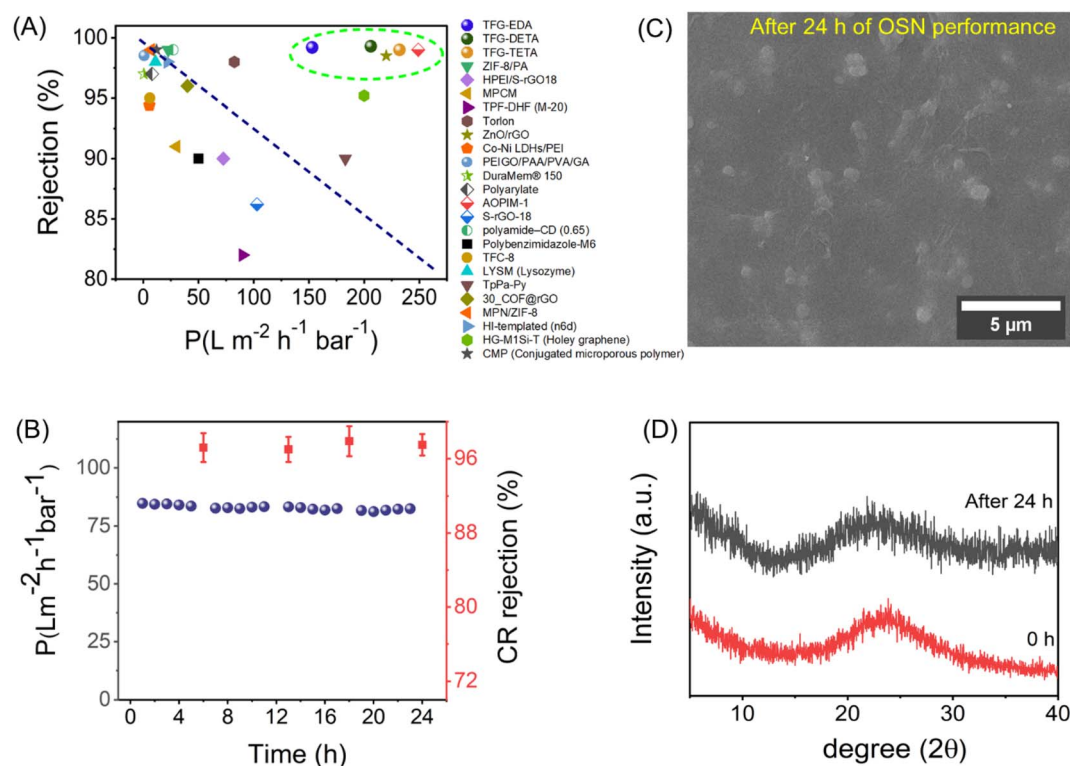 (A)
100
95
90
85
80
Rejection (%)
0 50 100 150 200 250
P(L m⁻² h⁻¹ bar⁻¹)
TFG-EDA
TFG-DETA
TFG-TETA
ZIF-8/PA
HPEI/S-rGO18
MPCM
TPF-DHF (M-20)
Torlon
ZnO/rGO
Co-Ni LDHs/PEI
PEIGO/PAA/PVA/GA
DuraMem® 150
Polyarylate
AOPIM-1
S-rGO-18
polyamide–CD (0.65)
Polybenzimidazole-M6
TFC-8
LYSM (Lysozyme)
TpPa-Py
30_COF@rGO
MPN/ZIF-8
HI-templated (n6d)
HG-M1Si-T (Holey graphene)
CMP (Conjugated microporous polymer)
(C)
After 24 h of OSN performance
5 µm
(B)
100
75
50
25
0
P(Lm⁻²h⁻¹bar⁻¹)
0 4 8 12 16 20 24
Time (h)
96
88
80
72
CR rejection (%)
(D)
Intensity (a.u.)
After 24 h
0 h
10 20 30 40
degree (2θ)